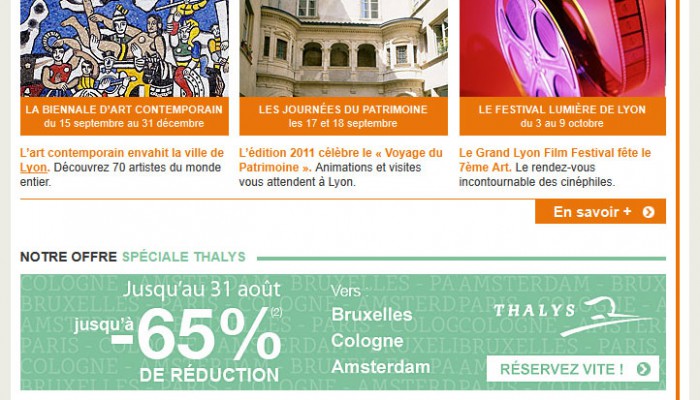 LA BIENNALE D'ART CONTEMPORAIN
du 15 septembre au 31 décembre
LES JOURNÉES DU PATRIMOINE
les 17 et 18 septembre
LE FESTIVAL LUMIÈRE DE LYON
du 3 au 9 octobre
L'art contemporain envahit la ville de
Lyon. Découvrez 70 artistes du monde
entier.
L'édition 2011 célèbre le « Voyage du
Patrimoine ». Animations et visites
vous attendent à Lyon.
Le Grand Lyon Film Festival fête le
7ème Art. Le rendez-vous
incontournable des cinéphiles.
En savoir +
NOTRE OFFRE SPÉCIALE THALYS
Jusqu'au 31 août
jusqu'à
-65%(2)
DE RÉDUCTION
Vers
Bruxelles
Cologne
Amsterdam
THALYS
RÉSERVEZ VITE !